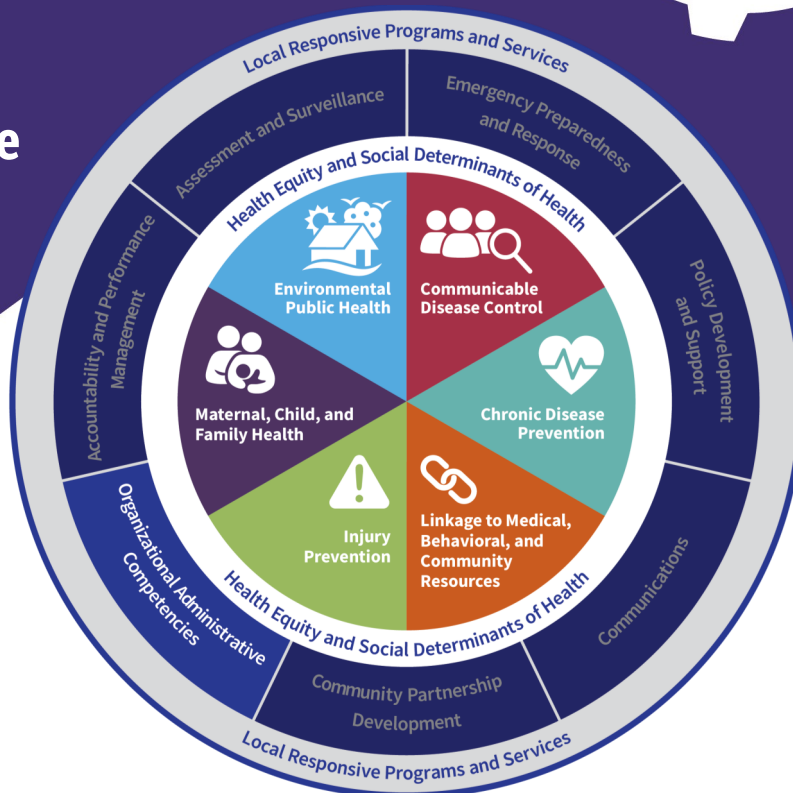 e
Local Responsive Programs and Services
Assessment and Surveillance
Emergency Preparedness
and Response
Health Equity and Social Determinants of Health
Accountability and Performance
Management
Policy Development
and Support
Environmental
Public Health
Communicable
Disease Control
Maternal, Child, and
Family Health
Chronic Disease
Prevention
Injury
Prevention
Linkage to Medical,
Behavioral, and
Community
Resources
Organizational Administrative
Competencies
Communications
Health Equity and Social Determinants of Health
Community Partnership
Development
Local Responsive Programs and Services